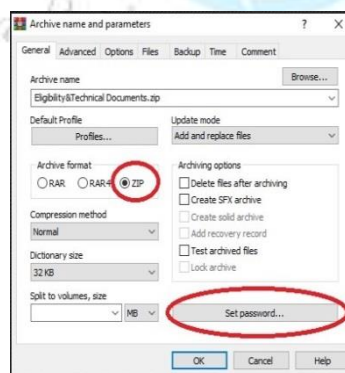 Archive name and parameters ? X
General Advanced Options Files Backup Time Comment
Archive name Browse...
Eligibility&Technical Documents.zip
Default Profile Update mode
Profiles... Add and replace files
Archive format Archiving options
RAR RAR4 ZIP Delete files after archiving
Create SFX archive
Compression method Create solid archive
Normal Add recovery record
Dictionary size Test archived files
32 KB Lock archive
Split to volumes, size
MB Set password...
OK Cancel Help